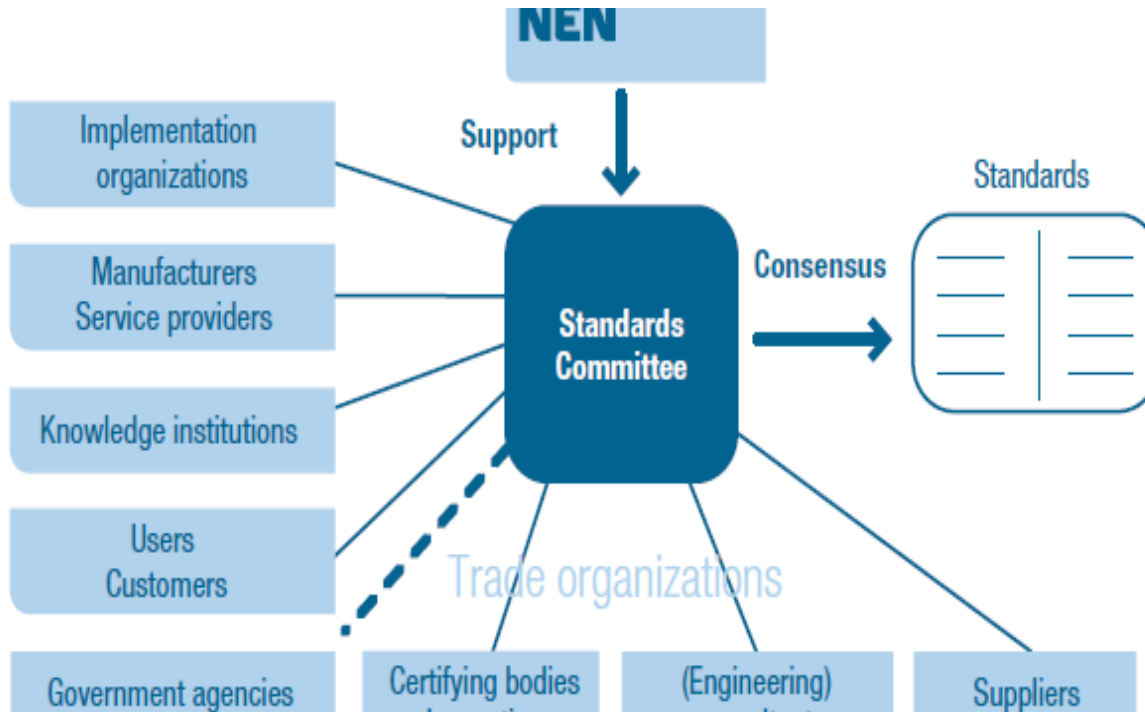 NEN
Implementation
organizations
Support
Standards
Manufacturers
Service providers
Consensus
Standards
Committee
Knowledge institutions
Users
Customers
Trade organizations
Government agencies
Certifying bodies
(Engineering)
Suppliers